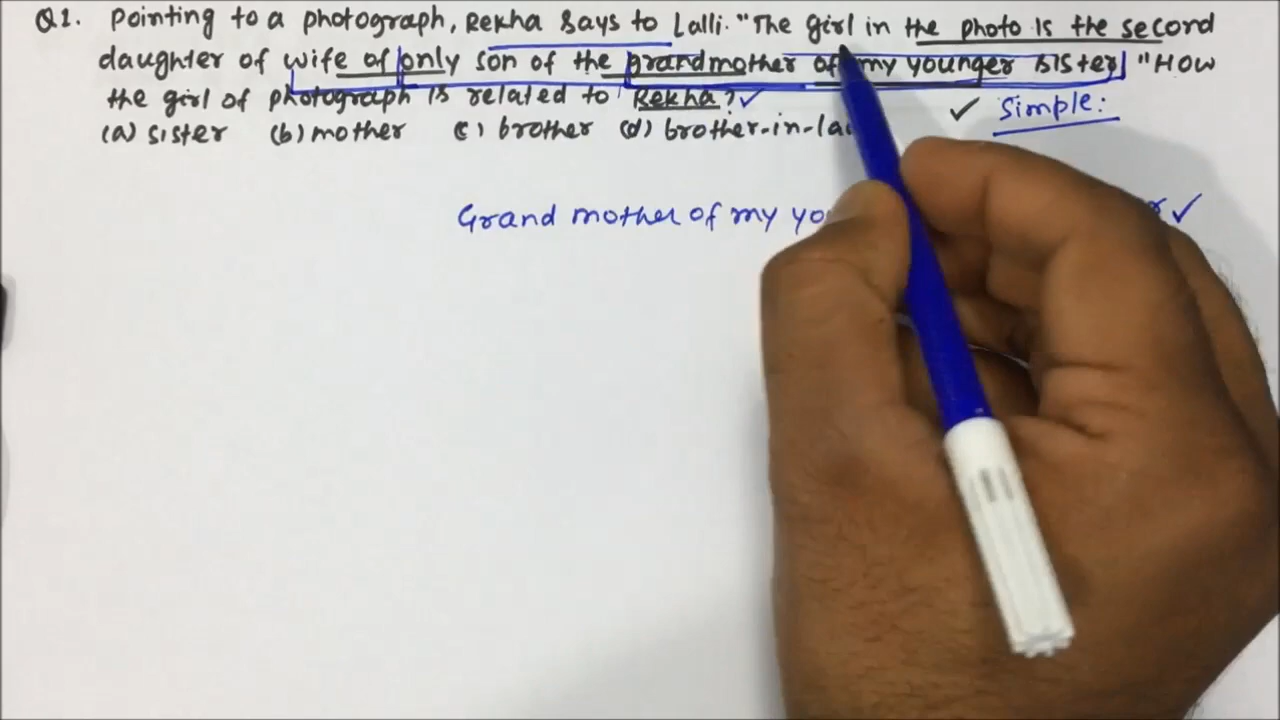 Q1. Pointing to a photograph, Rekha says to Lalli. "The girl in the photo is the second
daughter of wife of only son of the grandmother of my younger sister "How
the girl of photograph is related to Rekha?✓
✓ Simple:
(a) sister (b) mother (c) brother (d) brother-in-la
Grand mother of my yo
✓